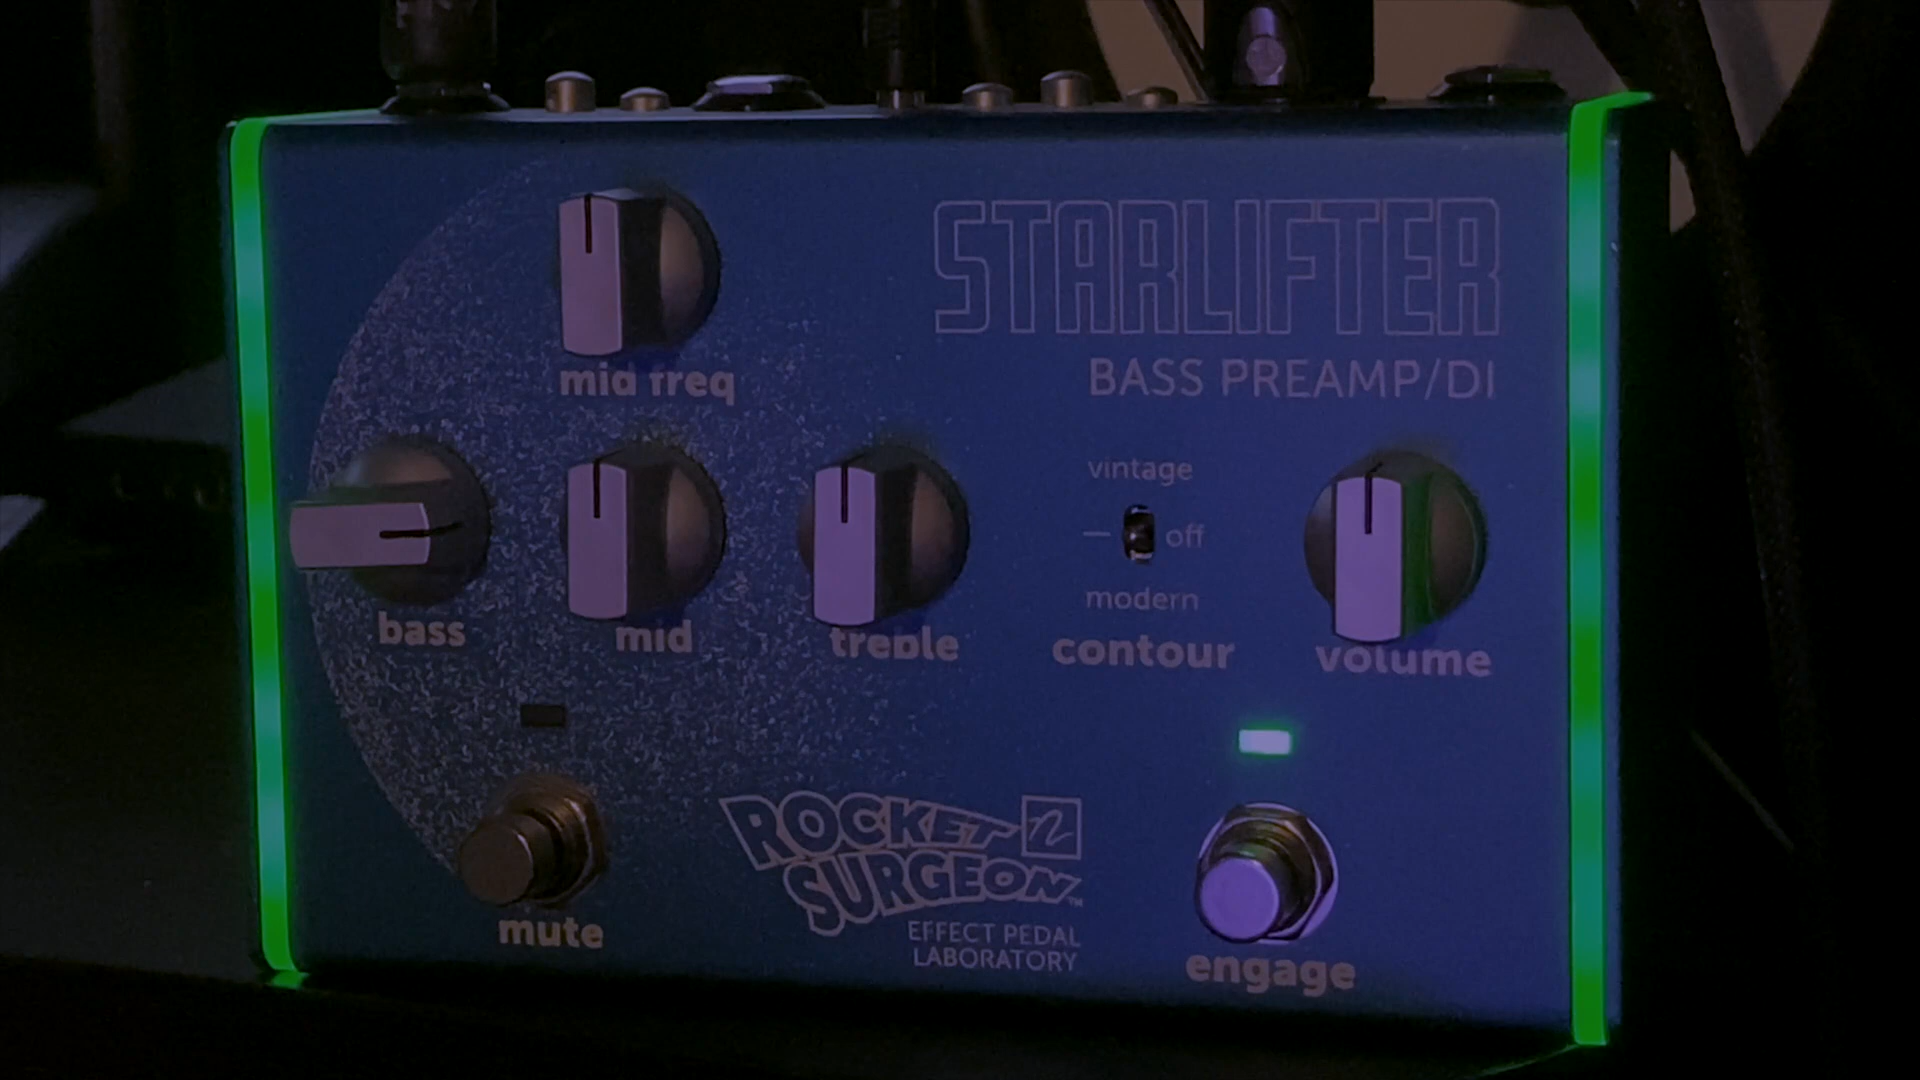 STARLIFTER
BASS PREAMP/DI
mid freq
vintage
off
modern
bass
mid
treble
contour
volume
ROCKET
SURGEON™
EFFECT PEDAL
LABORATORY
mute
engage